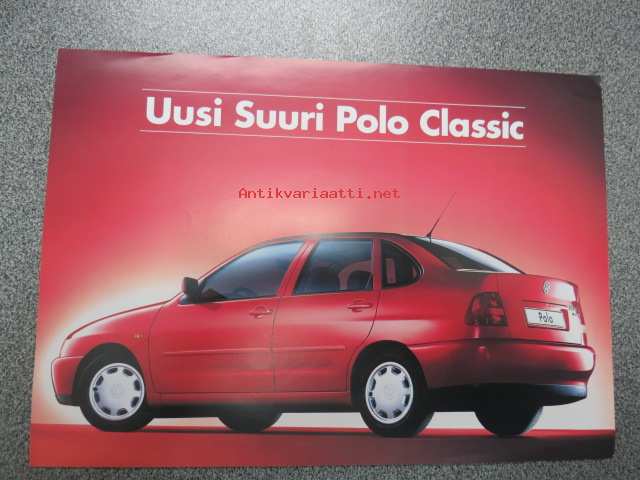 Uusi Suuri Polo Classic
Antikvariaatti.net
Polo